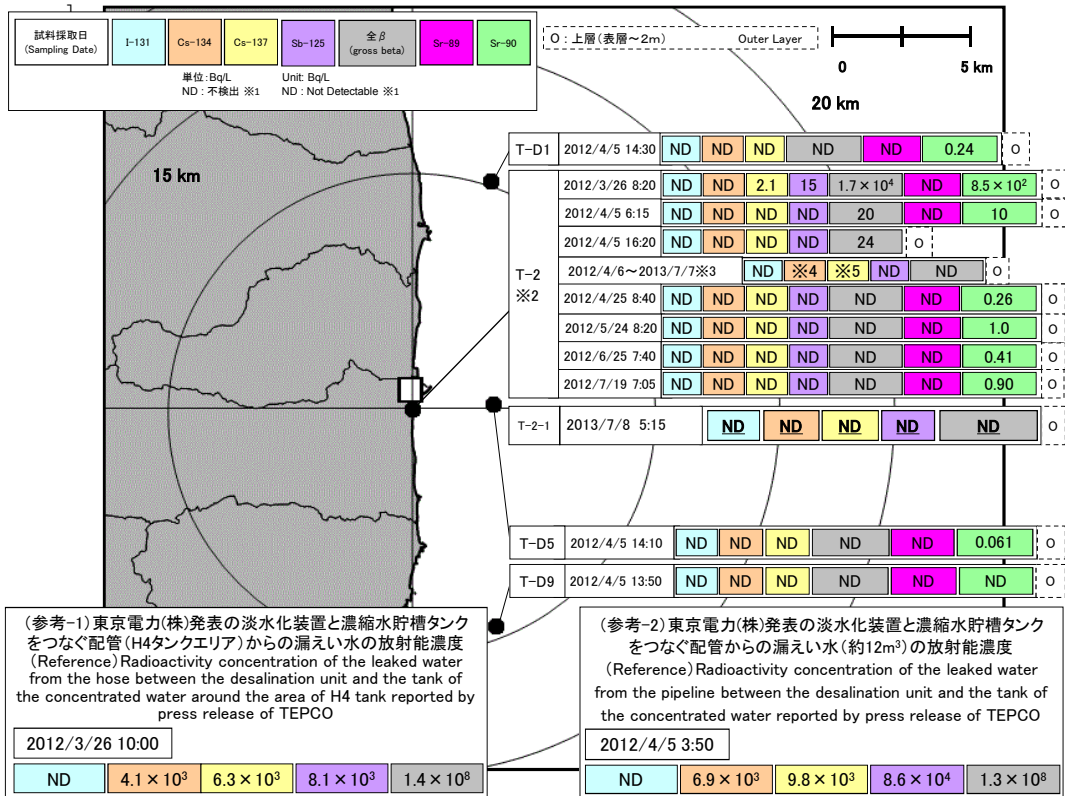 試料採取日
(Sampling Date)
I-131
Cs-134
Cs-137
Sb-125
全β
(gross beta)
Sr-89
Sr-90
単位:Bq/L
ND : 不検出 ※1
Unit: Bq/L
ND : Not Detectable ※1
O : 上層(表層~2m) Outer Layer
0 5 km
20 km
15 km
T-D1 2012/4/5 14:30 ND ND ND ND ND 0.24 O
T-2
※2
2012/3/26 8:20 ND ND 2.1 15 1.7×10⁴ ND 8.5×10² O
2012/4/5 6:15 ND ND ND ND 20 ND 10 O
2012/4/5 16:20 ND ND ND ND 24 O
2012/4/6~2013/7/7※3 ND ※4 ※5 ND ND O
2012/4/25 8:40 ND ND ND ND ND ND 0.26 O
2012/5/24 8:20 ND ND ND ND ND ND 1.0 O
2012/6/25 7:40 ND ND ND ND ND ND 0.41 O
2012/7/19 7:05 ND ND ND ND ND ND 0.90 O
T-2-1 2013/7/8 5:15 ND ND ND ND ND O
T-D5 2012/4/5 14:10 ND ND ND ND ND 0.061 O
T-D9 2012/4/5 13:50 ND ND ND ND ND ND O
(参考-1)東京電力(株)発表の淡水化装置と濃縮水貯槽タンク
をつなぐ配管(H4タンクエリア)からの漏えい水の放射能濃度
(Reference)Radioactivity concentration of the leaked water
from the hose between the desalination unit and the tank of
the concentrated water around the area of H4 tank reported by
press release of TEPCO
2012/3/26 10:00
ND 4.1×10³ 6.3×10³ 8.1×10³ 1.4×10⁸
(参考-2)東京電力(株)発表の淡水化装置と濃縮水貯槽タンク
をつなぐ配管からの漏えい水(約12m³)の放射能濃度
(Reference)Radioactivity concentration of the leaked water
from the pipeline between the desalination unit and the tank of
the concentrated water reported by press release of TEPCO
2012/4/5 3:50
ND 6.9×10³ 9.8×10³ 8.6×10⁴ 1.3×10⁸